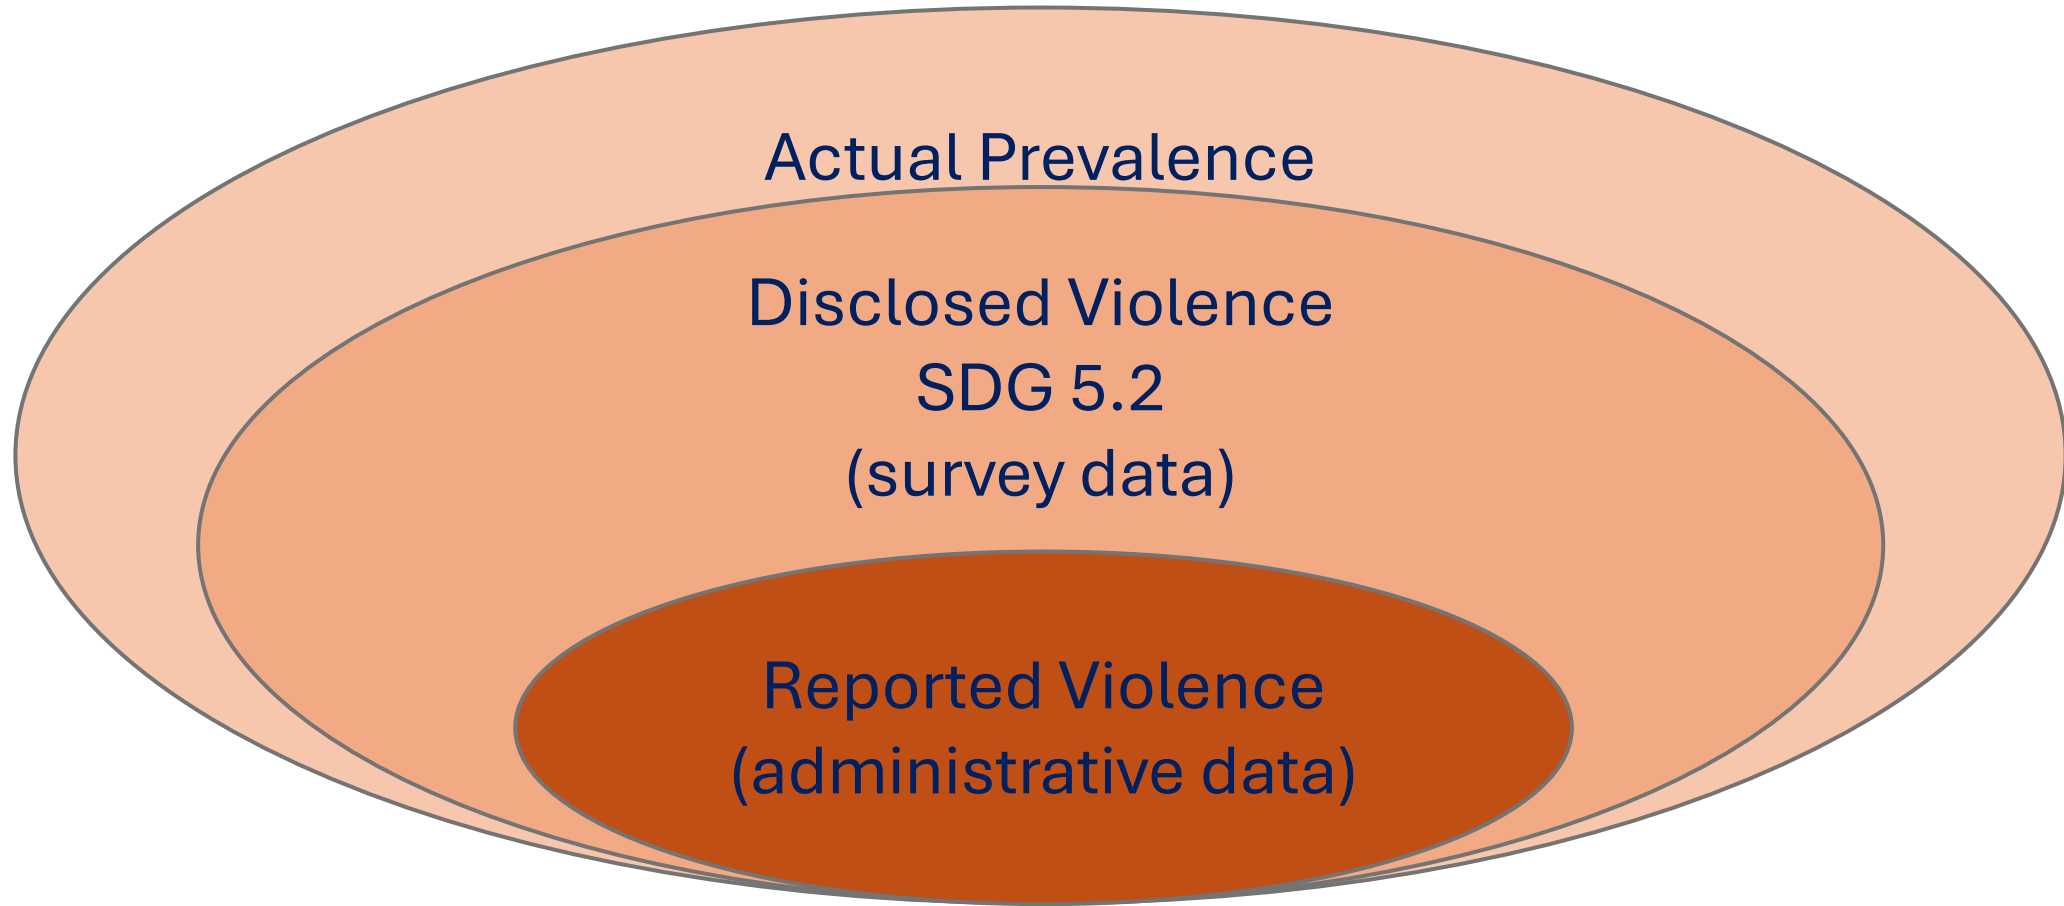 Actual Prevalence
Disclosed Violence
SDG 5.2
(survey data)
Reported Violence
(administrative data)